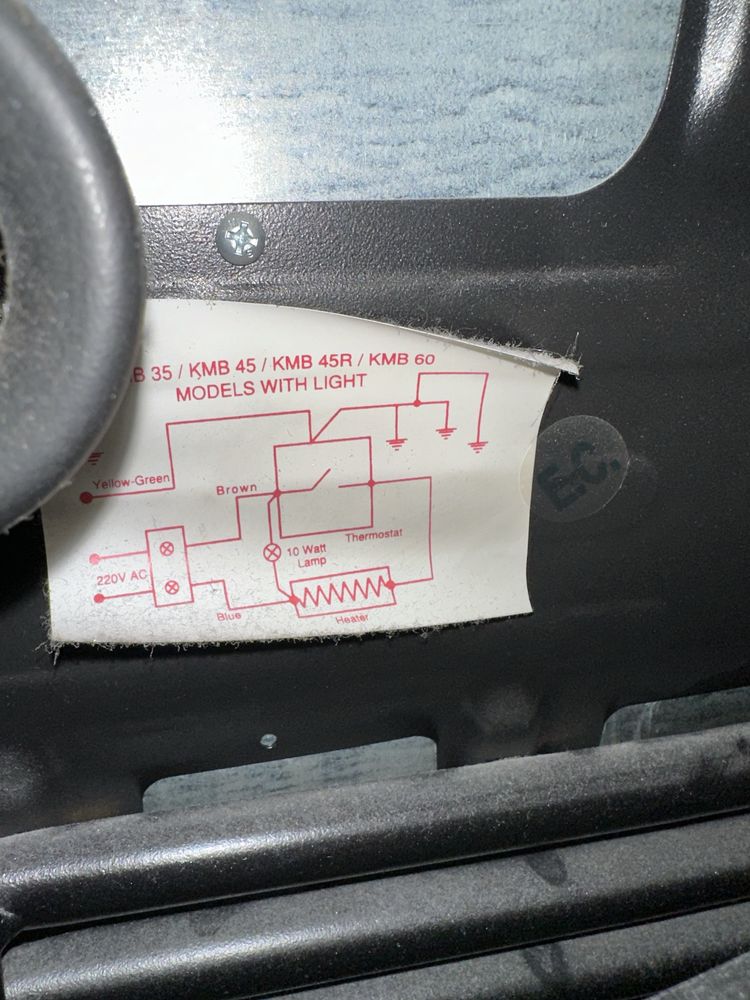 B 35 / KMB 45 / KMB 45R / KMB 60
MODELS WITH LIGHT
Yellow-Green
Brown
Thermostat
10 Watt
Lamp
220V AC
Blue
Heater
E.C.